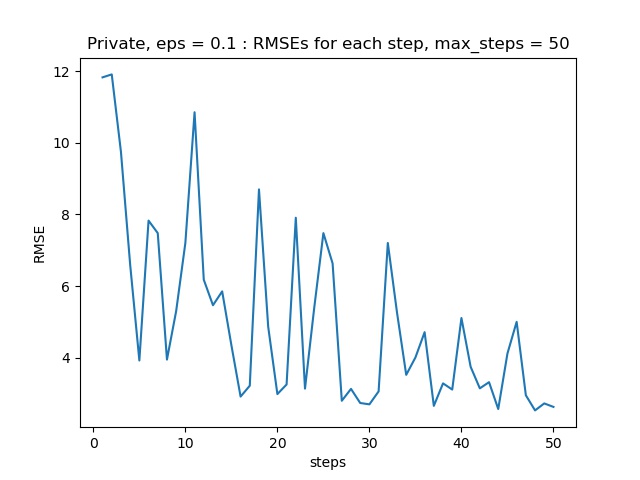 Private, eps = 0.1 : RMSEs for each step, max_steps = 50
12
10
8
6
4
RMSE
0 10 20 30 40 50
steps